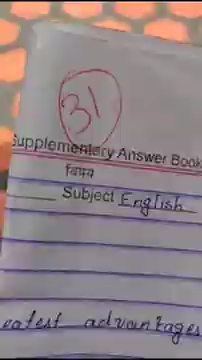 31
Supplementary Answer Book
विषय
Subject English
eatest advantages